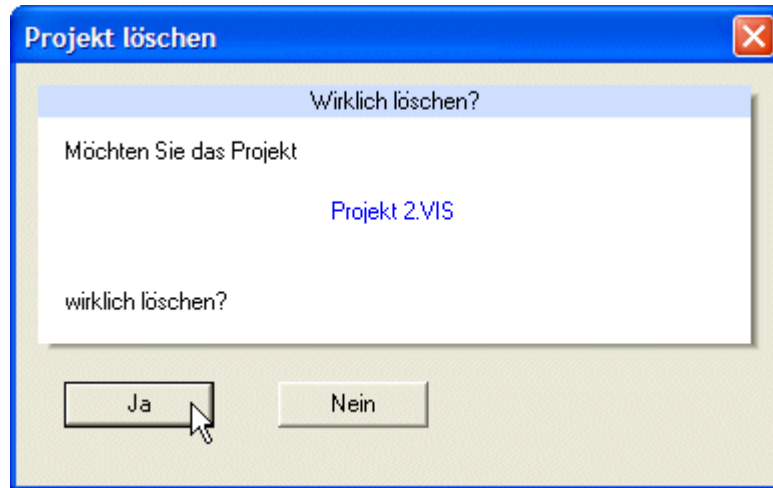 Projekt löschen
Wirklich löschen?
Möchten Sie das Projekt
Projekt 2.VIS
wirklich löschen?
Ja Nein